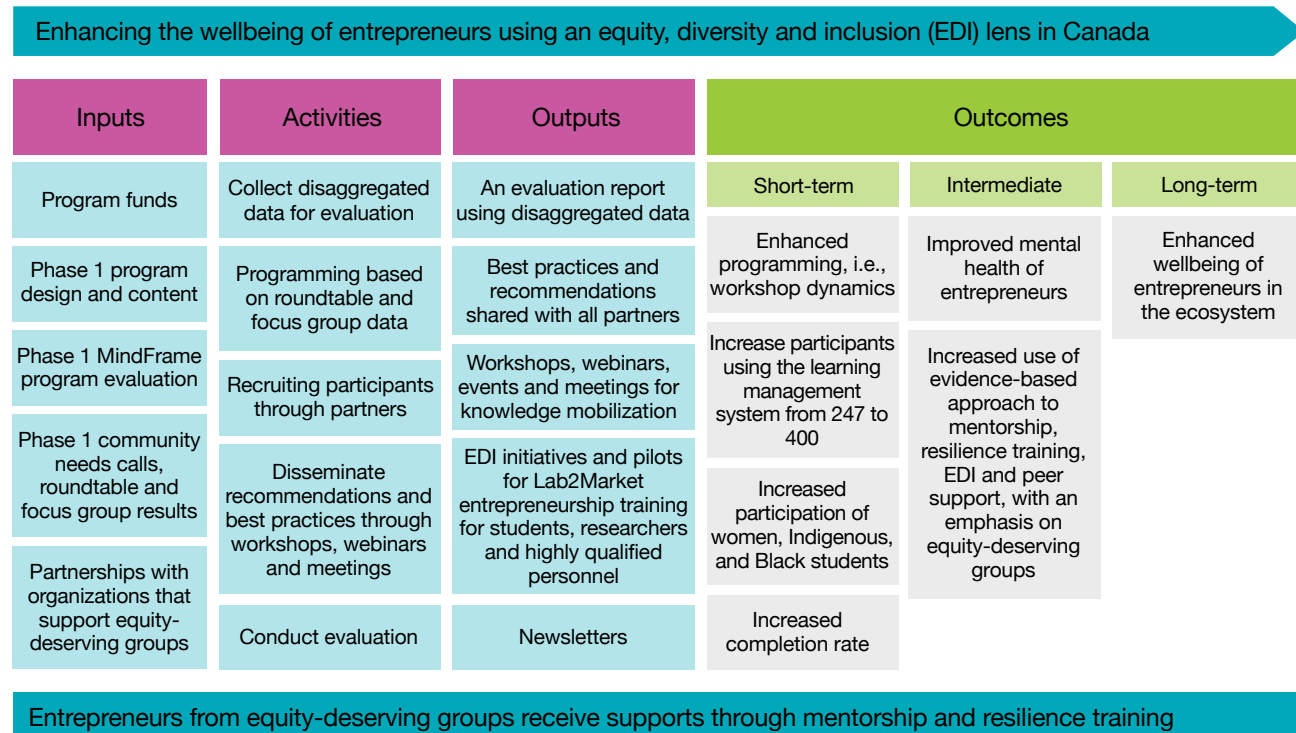 Enhancing the wellbeing of entrepreneurs using an equity, diversity and inclusion (EDI) lens in Canada
Inputs
Program funds
Phase 1 program
design and content
Phase 1 MindFrame
program evaluation
Phase 1 community
needs calls,
roundtable and
focus group results
Partnerships with
organizations that
support equity-
deserving groups
Activities
Collect disaggregated
data for evaluation
Programming based
on roundtable and
focus group data
Recruiting participants
through partners
Disseminate
recommendations and
best practices through
workshops, webinars
and meetings
Conduct evaluation
Outputs
An evaluation report
using disaggregated data
Best practices and
recommendations
shared with all partners
Workshops, webinars,
events and meetings for
knowledge mobilization
EDI initiatives and pilots
for Lab2Market
entrepreneurship training
for students, researchers
and highly qualified
personnel
Newsletters
Outcomes
Short-term
Enhanced
programming, i.e.,
workshop dynamics
Increase participants
using the learning
management
system from 247 to
400
Increased
participation of
women, Indigenous,
and Black students
Increased
completion rate
Intermediate
Improved mental
health of
entrepreneurs
Increased use of
evidence-based
approach to
mentorship,
resilience training,
EDI and peer
support, with an
emphasis on
equity-deserving
groups
Long-term
Enhanced
wellbeing of
entrepreneurs in
the ecosystem
Entrepreneurs from equity-deserving groups receive supports through mentorship and resilience training